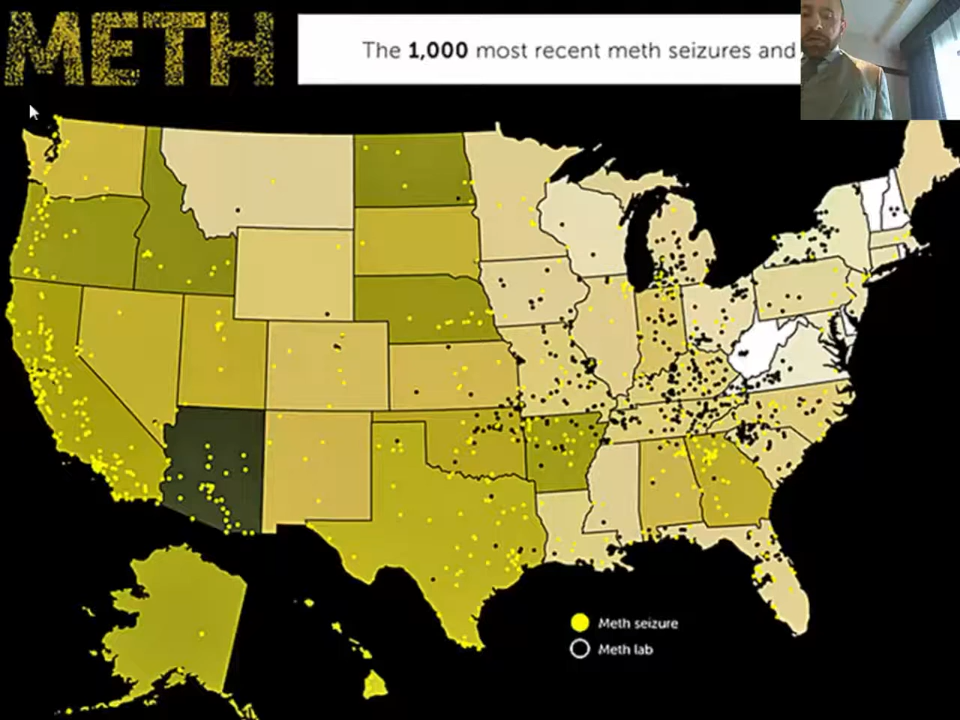 METH
The 1,000 most recent meth seizures and
Meth seizure
Meth lab